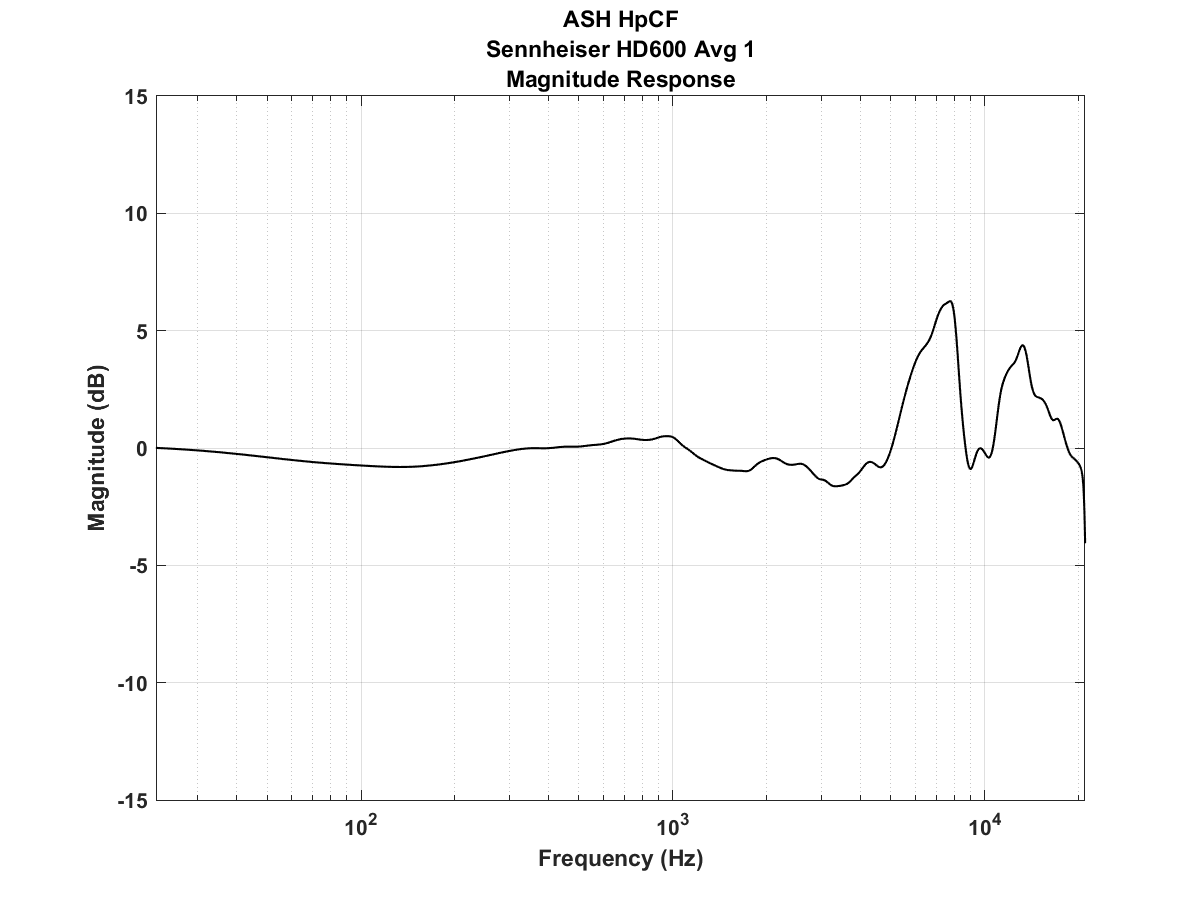 ASH HpCF
Sennheiser HD600 Avg 1
Magnitude Response
15
10
5
0
-5
-10
-15
Magnitude (dB)
10² 10³ 10⁴
Frequency (Hz)